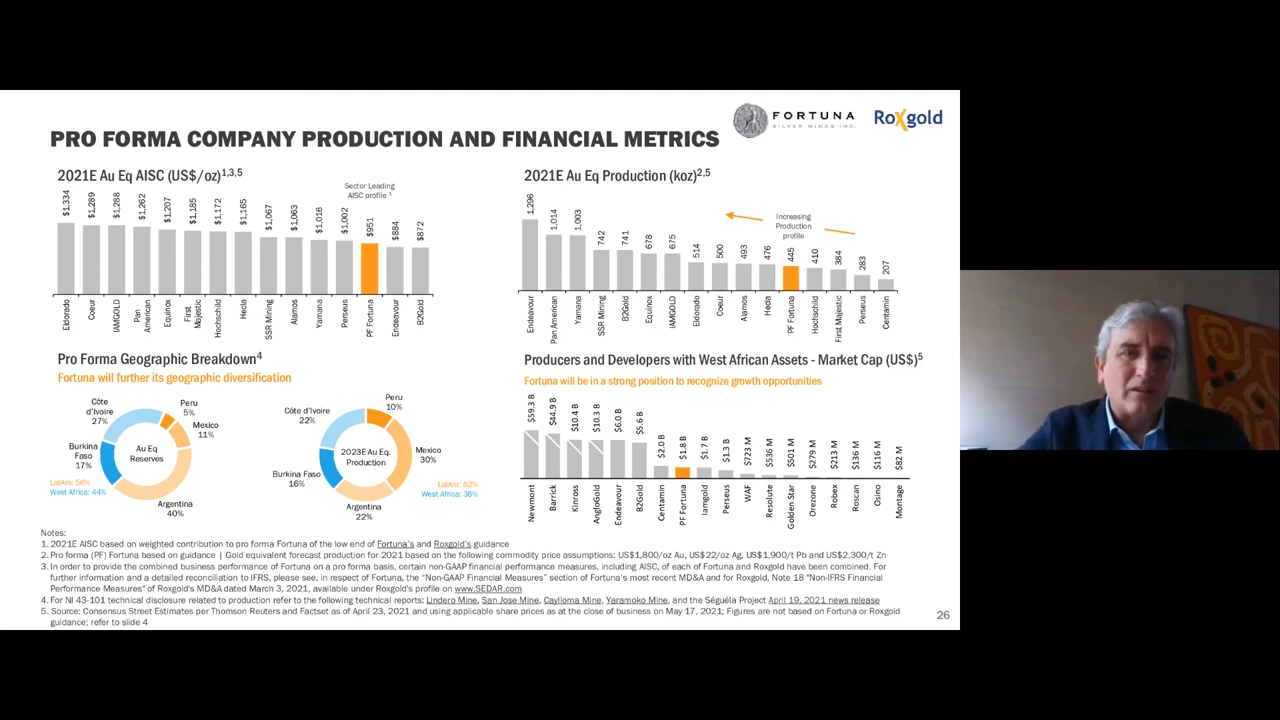 FORTUNA
SILVER MINES INC.
Roxgold
PRO FORMA COMPANY PRODUCTION AND FINANCIAL METRICS
2021E Au Eq AISC (US$/oz)1,3,5
Sector Leading
AISC profile 1
$1,334
$1,289
$1,288
$1,262
$1,207
$1,185
$1,172
$1,165
$1,067
$1,063
$1,016
$1,002
$951
$884
$872
Eldorado
Coeur
IAMGOLD
Pan
American
Equinox
First
Majestic
Hochschild
Hecla
SSR Mining
Alamos
Yamana
Perseus
PF Fortuna
Endeavour
B2Gold
2021E Au Eq Production (koz)2,5
Increasing
Production
profile
1,296
1,014
1,003
742
741
678
675
514
500
493
476
445
410
384
283
207
Endeavour
Pan American
Yamana
SSR Mining
B2Gold
Equinox
IAMGOLD
Eldorado
Coeur
Alamos
Hecla
PF Fortuna
Hochschild
First Majestic
Perseus
Centamin
Pro Forma Geographic Breakdown4
Fortuna will further its geographic diversification
Côte
d'Ivoire
27%
Peru
5%
Mexico
11%
Burkina
Faso
17%
Au Eq
Reserves
LatAm: 56%
West Africa: 44%
Argentina
40%
Côte d'Ivoire
22%
Peru
10%
Mexico
30%
2023E Au Eq.
Production
Burkina Faso
16%
LatAm: 62%
West Africa: 38%
Argentina
22%
Producers and Developers with West African Assets - Market Cap (US$)5
Fortuna will be in a strong position to recognize growth opportunities
$59.3 B
$44.9 B
$10.4 B
$10.3 B
$6.0 B
$5.6 B
$2.0 B
$1.8 B
$1.7 B
$1.3 B
$723 M
$536 M
$501 M
$279 M
$213 M
$136 M
$116 M
$82 M
Newmont
Barrick
Kinross
AngloGold
Endeavour
B2Gold
Centamin
PF Fortuna
Iamgold
Perseus
WAF
Resolute
Golden Star
Orezone
Robex
Roscan
Osino
Montage
Notes:
1. 2021E AISC based on weighted contribution to pro forma Fortuna of the low end of Fortuna's and Roxgold's guidance
2. Pro forma (PF) Fortuna based on guidance | Gold equivalent forecast production for 2021 based on the following commodity price assumptions: US$1,800/oz Au, US$22/oz Ag, US$1,900/t Pb and US$2,300/t Zn
3. In order to provide the combined business performance of Fortuna on a pro forma basis, certain non-GAAP financial performance measures, including AISC, of each of Fortuna and Roxgold have been combined. For
further information and a detailed reconciliation to IFRS, please see, in respect of Fortuna, the "Non-GAAP Financial Measures" section of Fortuna's most recent MD&A and for Roxgold, Note 18 "Non-IFRS Financial
Performance Measures" of Roxgold's MD&A dated March 3, 2021, available under Roxgold's profile on www.SEDAR.com
4. For NI 43-101 technical disclosure related to production refer to the following technical reports: Lindero Mine, San Jose Mine, Caylloma Mine, Yaramoko Mine, and the Séguéla Project April 19, 2021 news release
5. Source: Consensus Street Estimates per Thomson Reuters and Factset as of April 23, 2021 and using applicable share prices as at the close of business on May 17, 2021; Figures are not based on Fortuna or Roxgold
guidance; refer to slide 4
26